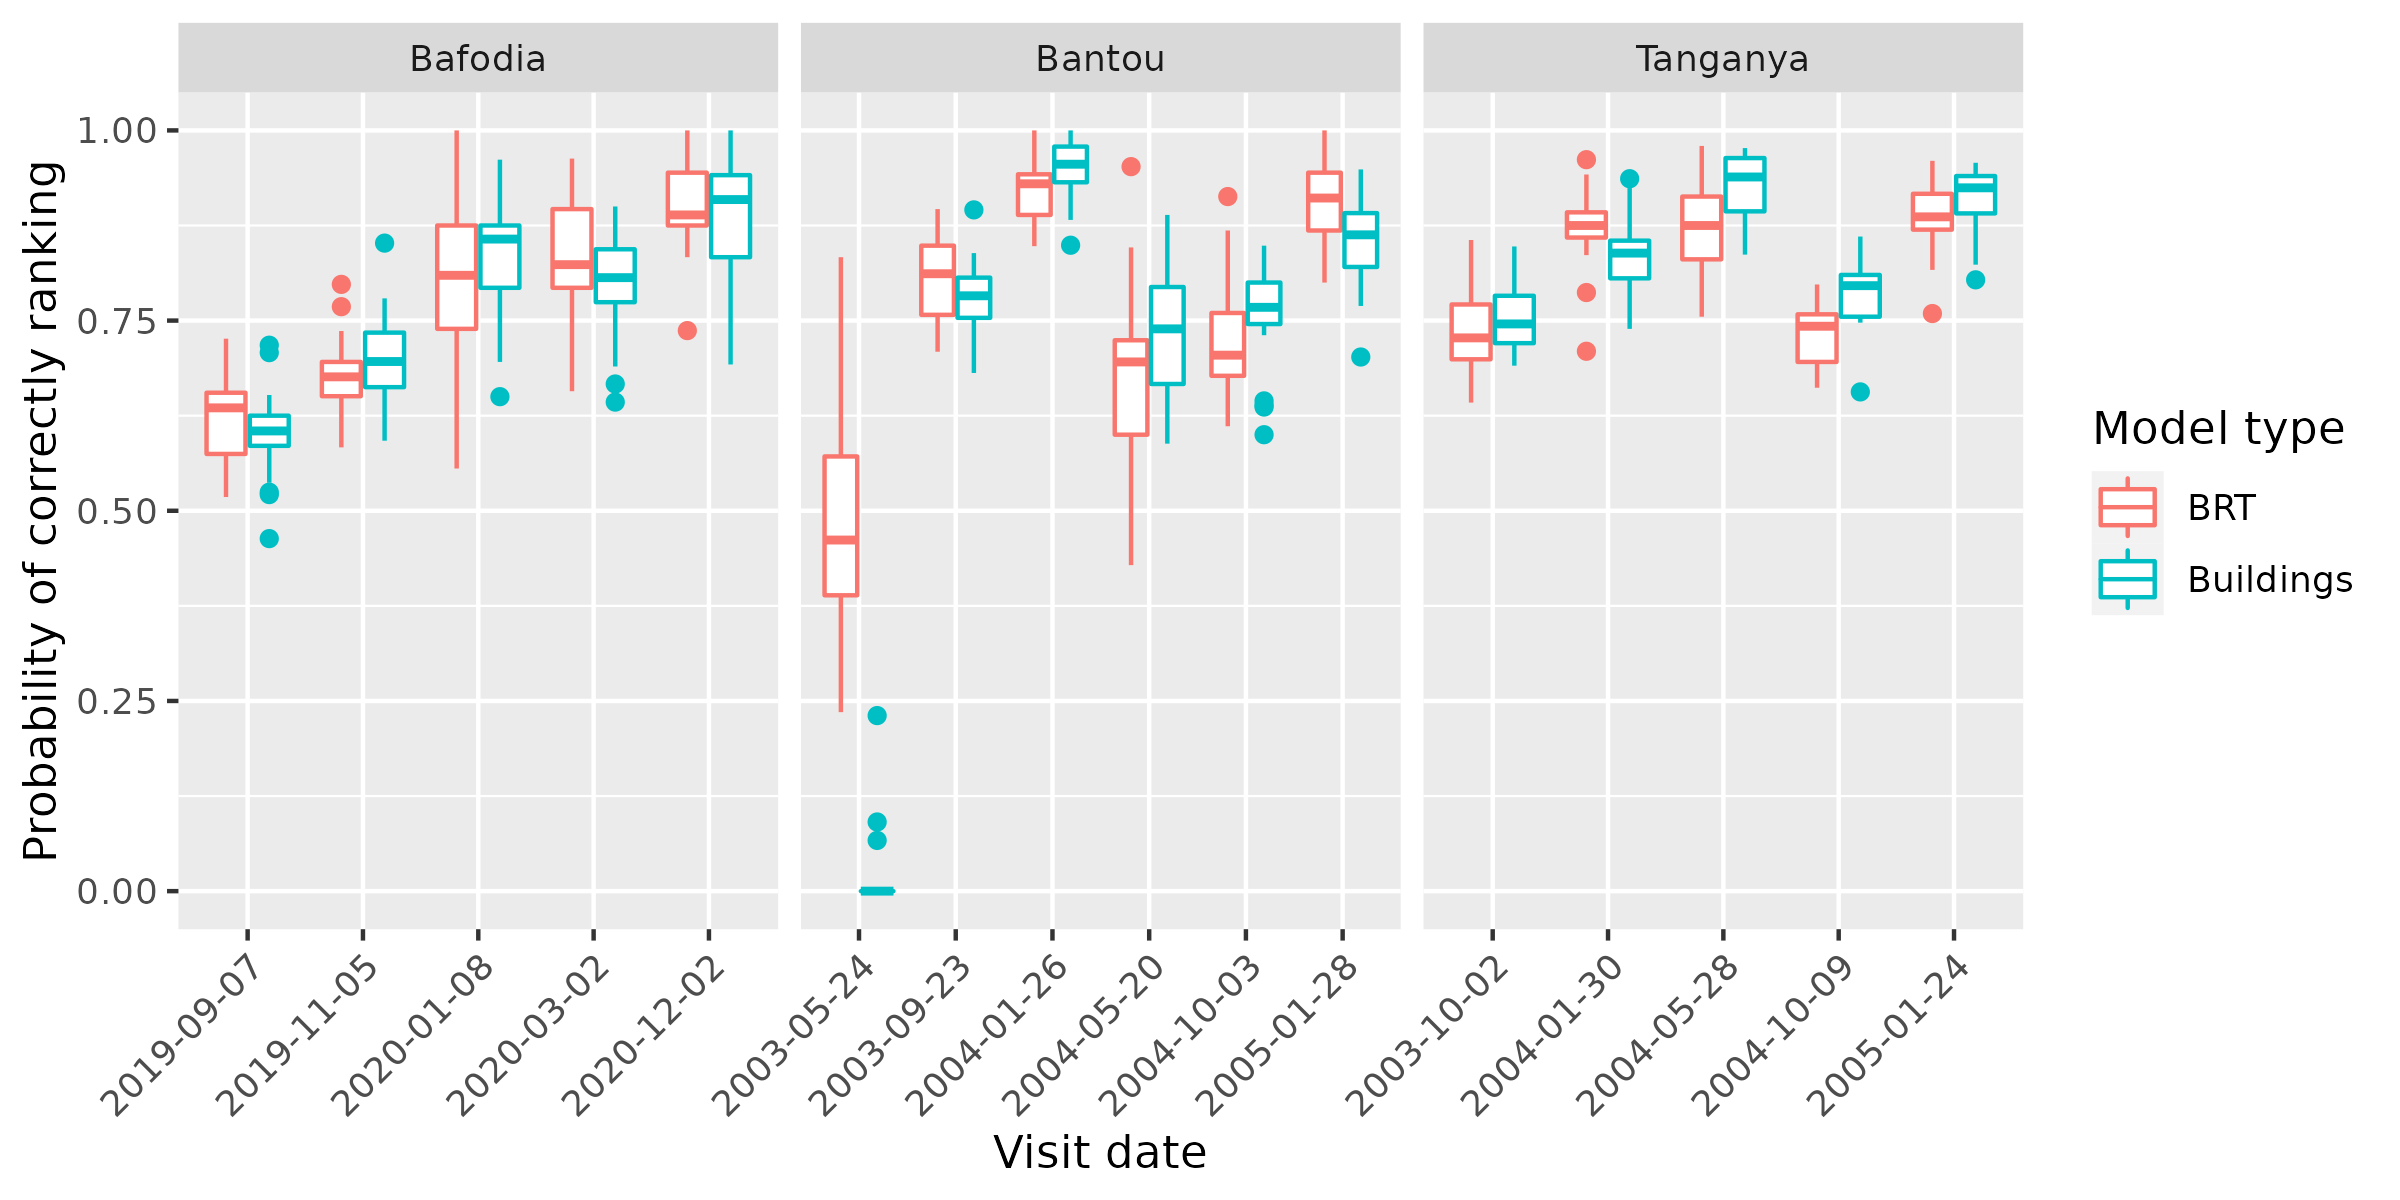 Bafodia
Bantou
Tanganya
Probability of correctly ranking
1.00
0.75
0.50
0.25
0.00
2019-09-07
2019-11-05
2020-01-08
2020-03-02
2020-12-02
2003-05-24
2003-09-23
2004-01-26
2004-05-20
2004-10-03
2005-01-28
2003-10-02
2004-01-30
2004-05-28
2004-10-09
2005-01-24
Visit date
Model type
BRT
Buildings